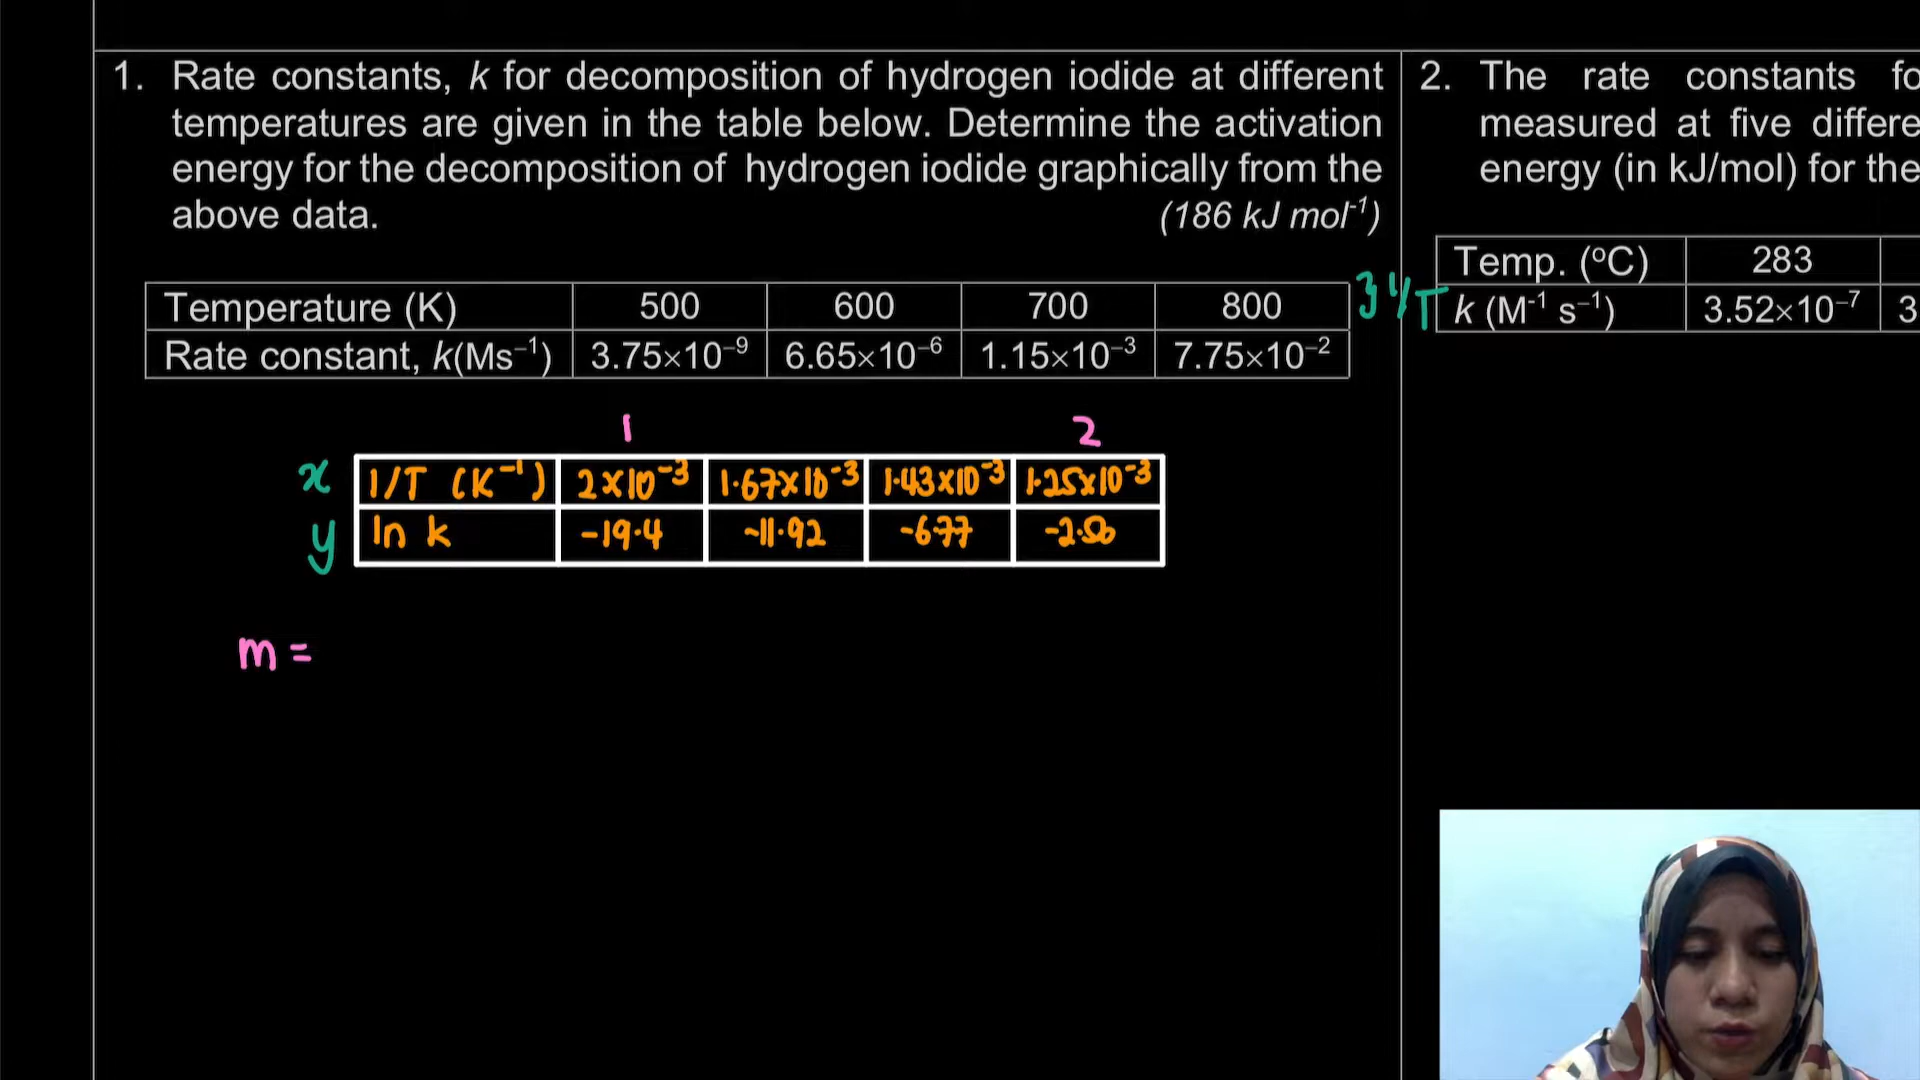 1. Rate constants, k for decomposition of hydrogen iodide at different
temperatures are given in the table below. Determine the activation
energy for the decomposition of hydrogen iodide graphically from the
above data. (186 kJ mol⁻¹)
Temperature (K) 500 600 700 800
Rate constant, k(Ms⁻¹) 3.75×10⁻⁹ 6.65×10⁻⁶ 1.15×10⁻³ 7.75×10⁻²
1/T
1 2
x 1/T (K⁻¹) 2×10⁻³ 1.67×10⁻³ 1.43×10⁻³ 1.25×10⁻³
y ln k -19.4 -11.92 -6.77
m =
2. The rate constants fo
measured at five differe
energy (in kJ/mol) for the
Temp. (⁰C) 283
k (M⁻¹ s⁻¹) 3.52×10⁻⁷ 3